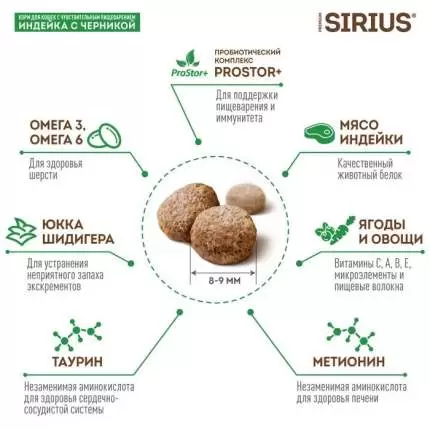 КОРМ ДЛЯ КОШЕК С ЧУВСТВИТЕЛЬНЫМ ПИЩЕВАРЕНИЕМ
ИНДЕЙКА С ЧЕРНИКОЙ
PREMIUM
SIRIUS®
ProStor+
ПРОБИОТИЧЕСКИЙ
КОМПЛЕКС
PROSTOR+
Для поддержки
пищеварения и
иммунитета
ОМЕГА 3,
ОМЕГА 6
Для здоровья
шерсти
МЯСО
ИНДЕЙКИ
Качественный
животный белок
ЮККА
ШИДИГЕРА
Для устранения
неприятного запаха
экскрементов
ЯГОДЫ
И ОВОЩИ
Витамины С, А, В, Е,
микроэлементы и
пищевые волокна
8-9 ММ
ТАУРИН
Незаменимая аминокислота
для здоровья сердечно-
сосудистой системы
МЕТИОНИН
Незаменимая аминокислота
для здоровья печени